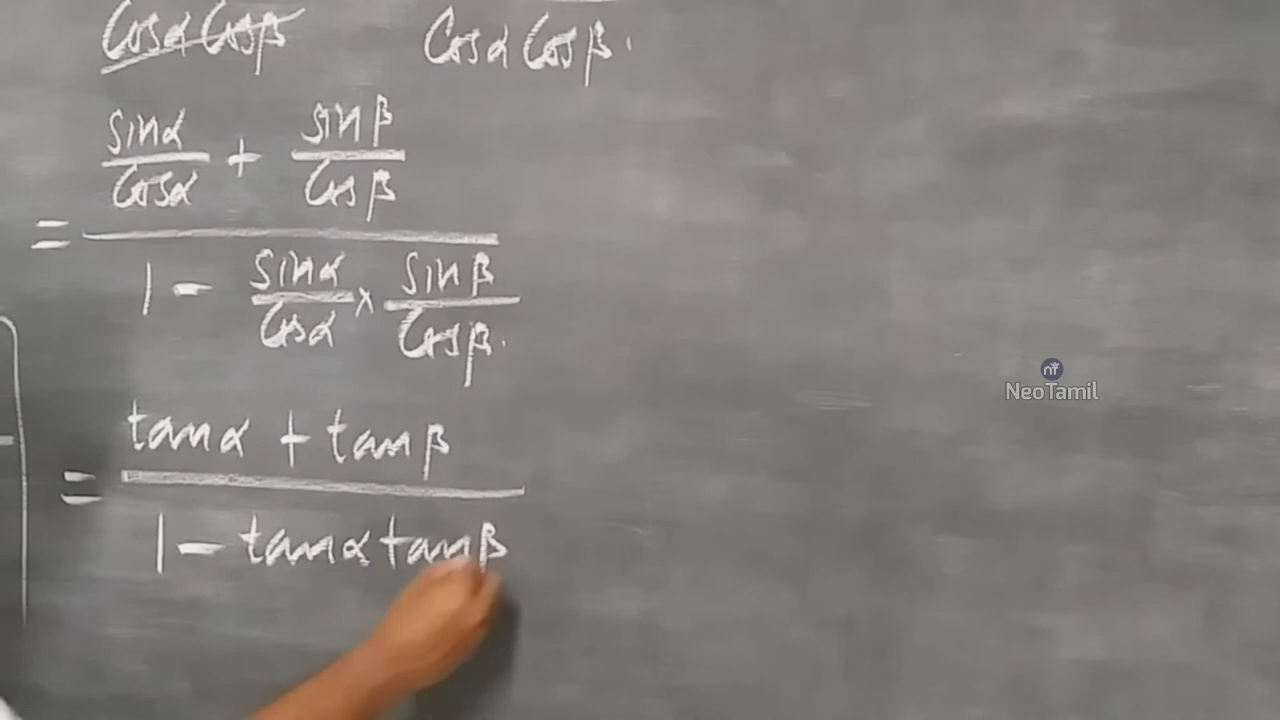 Cosα Cosβ Cosα Cosβ.
sinα/Cosα + sinβ/Cosβ
=
1 - sinα/Cosα × sinβ/Cosβ.
tanα + tanβ
=
1 - tanα tanβ
NeoTamil